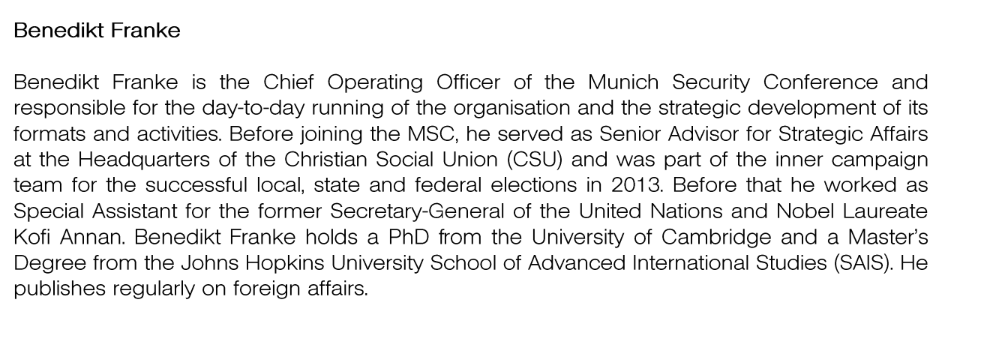 Benedikt Franke
Benedikt Franke is the Chief Operating Officer of the Munich Security Conference and
responsible for the day-to-day running of the organisation and the strategic development of its
formats and activities. Before joining the MSC, he served as Senior Advisor for Strategic Affairs
at the Headquarters of the Christian Social Union (CSU) and was part of the inner campaign
team for the successful local, state and federal elections in 2013. Before that he worked as
Special Assistant for the former Secretary-General of the United Nations and Nobel Laureate
Kofi Annan. Benedikt Franke holds a PhD from the University of Cambridge and a Master's
Degree from the Johns Hopkins University School of Advanced International Studies (SAIS). He
publishes regularly on foreign affairs.